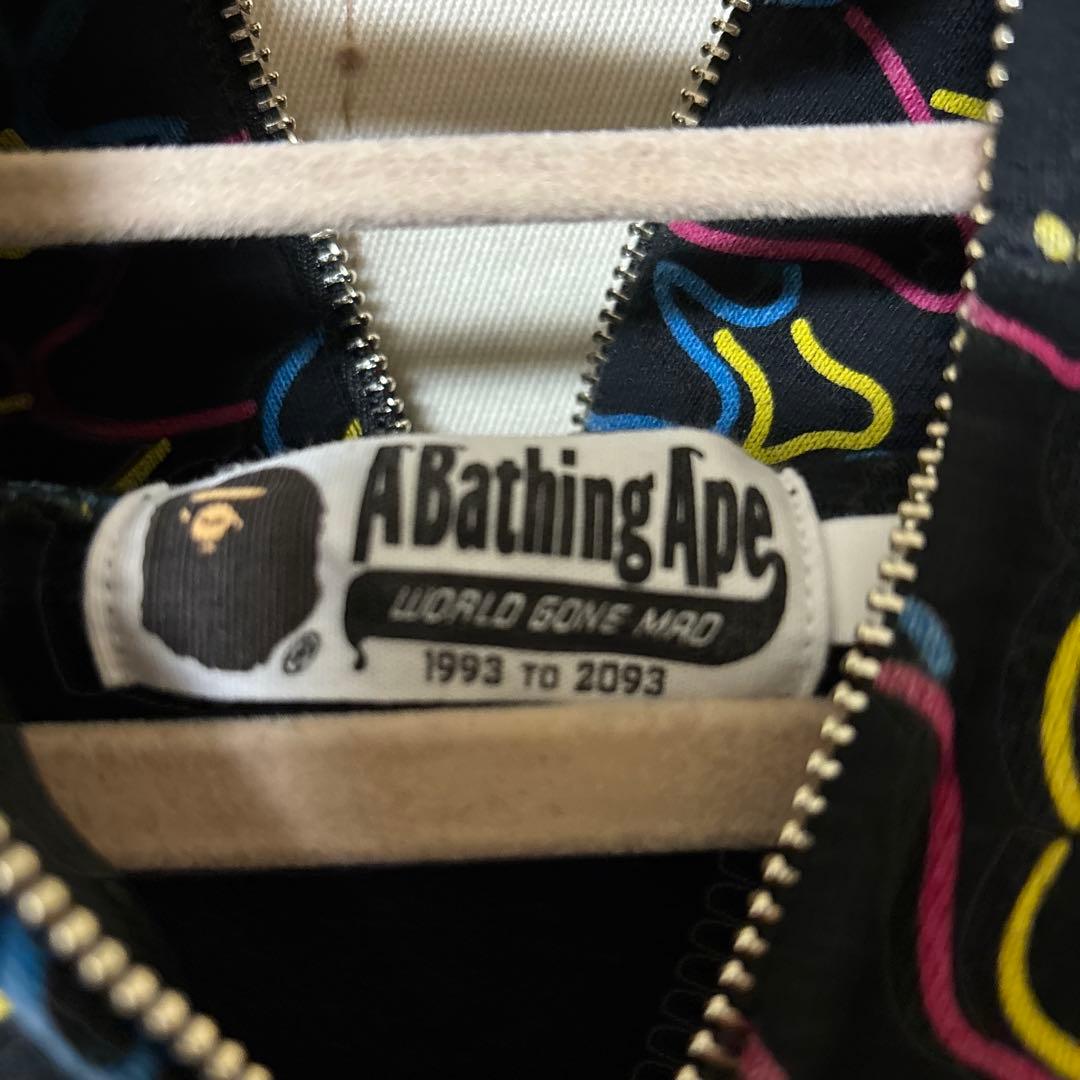 A Bathing Ape
WORLD GONE MAD
1993 TO 2093
®